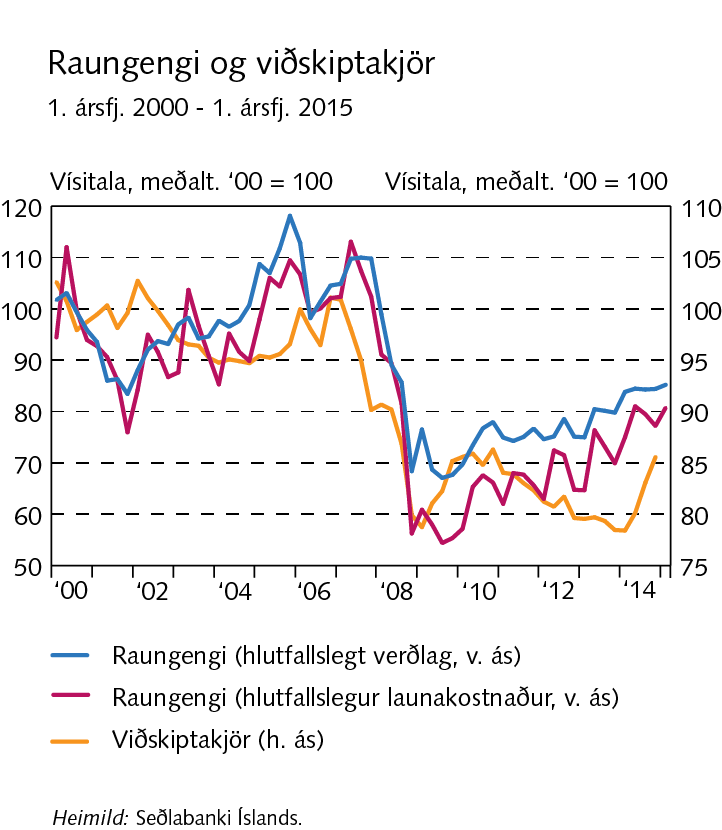 Raungengi og viðskiptakjör
1. ársfj. 2000 - 1. ársfj. 2015
Vísitala, meðalt. ‘00 = 100 Vísitala, meðalt. ‘00 = 100
120 110
110 105
100 100
90 95
80 90
70 85
60 80
50 75
‘00 ‘02 ‘04 ‘06 ‘08 ‘10 ‘12 ‘14
Raungengi (hlutfallslegt verðlag, v. ás)
Raungengi (hlutfallslegur launakostnaður, v. ás)
Viðskiptakjör (h. ás)
Heimild: Seðlabanki Íslands.